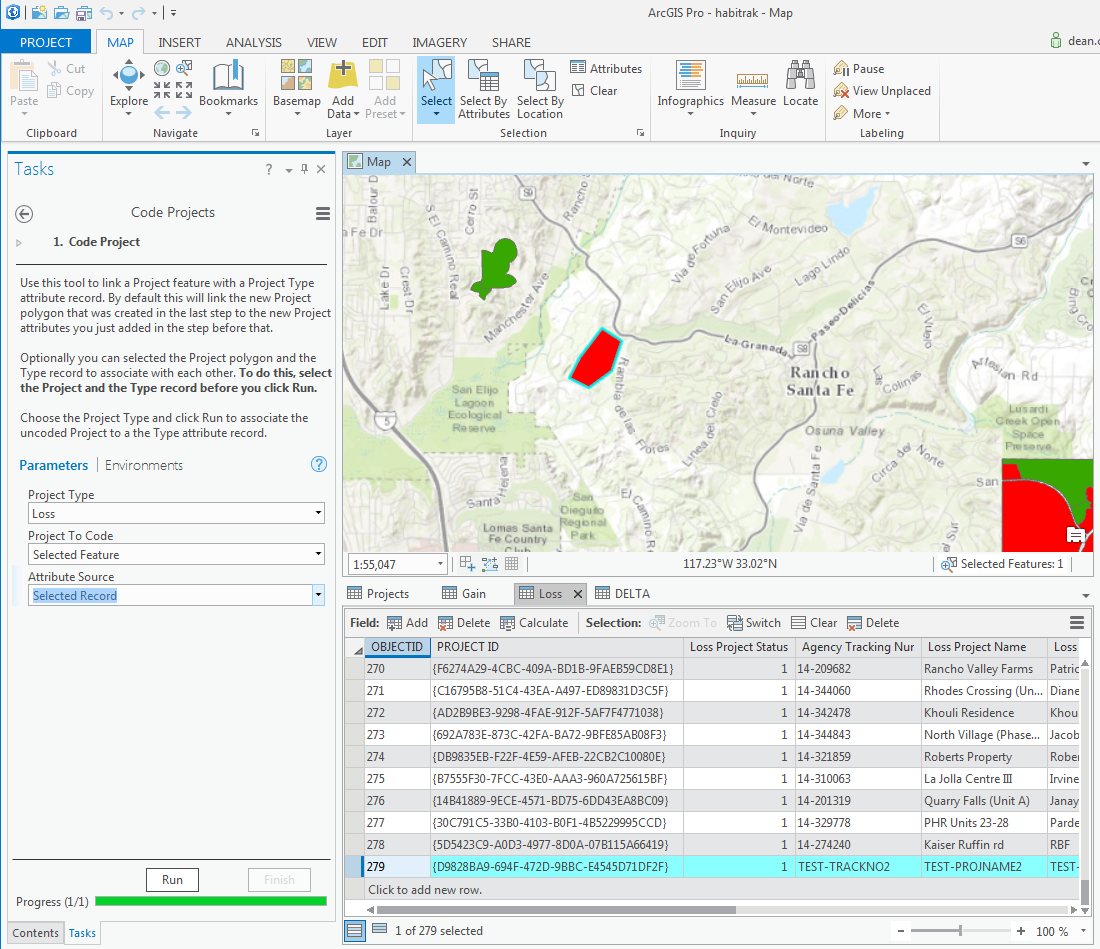 ArcGIS Pro - habitrak - Map
PROJECT MAP INSERT ANALYSIS VIEW EDIT IMAGERY SHARE
Paste
Cut
Copy
Clipboard
Explore
Bookmarks
Navigate
Basemap
Add Data
Add Preset
Layer
Select
Select By Attributes
Select By Location
Attributes
Clear
Selection
Infographics
Measure
Locate
Inquiry
Pause
View Unplaced
More
Labeling
Tasks
Code Projects
1. Code Project
Use this tool to link a Project feature with a Project Type
attribute record. By default this will link the new Project
polygon that was created in the last step to the new Project
attributes you just added in the step before that.
Optionally you can selected the Project polygon and the
Type record to associate with each other. To do this, select
the Project and the Type record before you click Run.
Choose the Project Type and click Run to associate the
uncoded Project to a the Type attribute record.
Parameters | Environments
Project Type
Loss
Project To Code
Selected Feature
Attribute Source
Selected Record
Run
Finish
Progress (1/1)
Contents Tasks
Map
Balour D
a Fe Dr
S El Camino Real
Cerro St
S9
Rancho
del Norte
Lake Dr
Crest Dr
Manchester Ave
Via de Fortuna
El Montevideo
San Elijo Ave
Lago Lindo
S6
Paseo Delicias
El Vuelo
Bing Cro
La Granada
S8
Rancho
Santa Fe
Las Colinas
Artesian Rd
San Elijo
Lagoon
Ecological
Reserve
Rambla de las Flores
Linea del Cielo
Lusardi
Creek Open
Space
Preserve
5
Osuna Valley
Circa del Norte
San
Santa Helena
San
Dieguito
Regional
Park
El Camino R
Via de Santa Fe
Lomas Santa
Fe Country
Club
del Sur
1:55,047
117.23°W 33.02°N
Selected Features: 1
Projects Gain Loss DELTA
Field: Add Delete Calculate Selection: Zoom To Switch Clear Delete
OBJECTID PROJECT ID Loss Project Status Agency Tracking Nur Loss Project Name Loss
270 {F6274A29-4CBC-409A-BD1B-9FAEB59CD8E1} 1 14-209682 Rancho Valley Farms Patric
271 {C16795B8-51C4-43EA-A497-ED89831D3C5F} 1 14-344060 Rhodes Crossing (Un... Diane
272 {AD2B9BE3-9298-4FAE-912F-5AF7F4771038} 1 14-342478 Khouli Residence Khou
273 {692A783E-873C-42FA-BA72-9BFE85AB08F3} 1 14-344843 North Village (Phase... Jacob
274 {DB9835EB-F22F-4E59-AFEB-22CB2C10080E} 1 14-321859 Roberts Property Rober
275 {B7555F30-7FCC-43E0-AAA3-960A725615BF} 1 14-310063 La Jolla Centre III Irvine
276 {14B41889-9ECE-4571-BD75-6DD43EA8BC09} 1 14-201319 Quarry Falls (Unit A) Janay
277 {30C791C5-33B0-4103-B0F1-4B5229995CCD} 1 14-329778 PHR Units 23-28 Parde
278 {5D5423C9-A0D3-4977-8D0A-07B115A66419} 1 14-274240 Kaiser Ruffin rd RBF
279 {D9828BA9-694F-472D-9BBC-E4545D71DF2F} 1 TEST-TRACKNO2 TEST-PROJNAME2 TEST-
Click to add new row.
1 of 279 selected
100 %